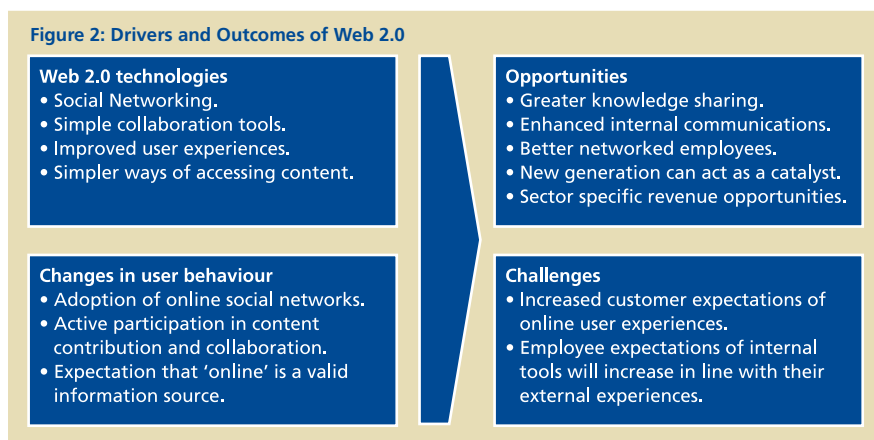 Figure 2: Drivers and Outcomes of Web 2.0
Web 2.0 technologies
• Social Networking.
• Simple collaboration tools.
• Improved user experiences.
• Simpler ways of accessing content.
Changes in user behaviour
• Adoption of online social networks.
• Active participation in content
contribution and collaboration.
• Expectation that ‘online’ is a valid
information source.
Opportunities
• Greater knowledge sharing.
• Enhanced internal communications.
• Better networked employees.
• New generation can act as a catalyst.
• Sector specific revenue opportunities.
Challenges
• Increased customer expectations of
online user experiences.
• Employee expectations of internal
tools will increase in line with their
external experiences.